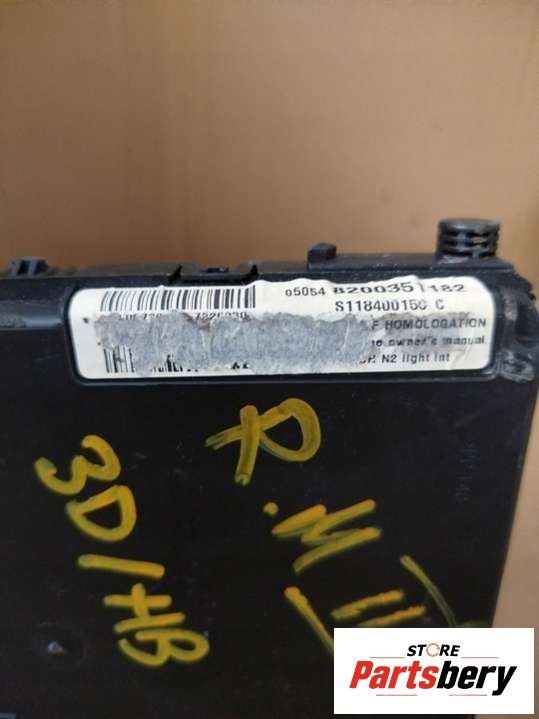 05054 8200351182
S118400150 C
HOMOLOGATION
owner's manual
N2 light int
R.M II
3D/HB
STORE
Partsbery